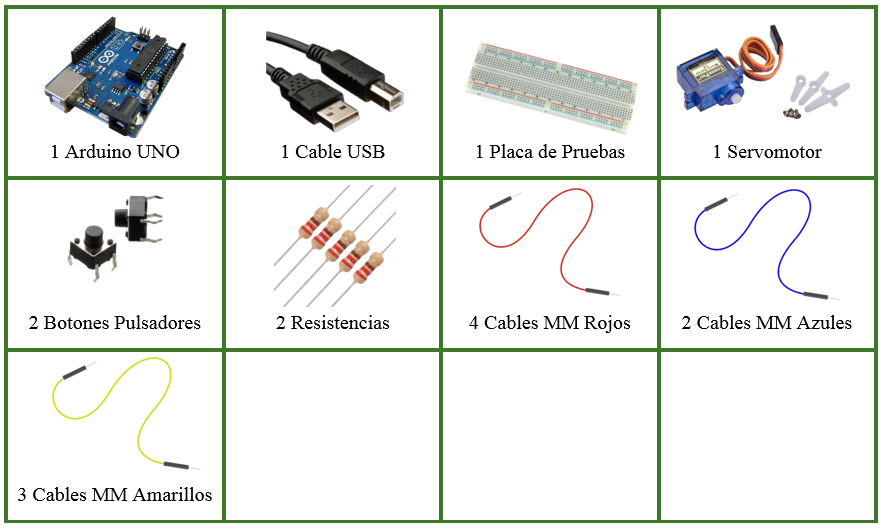 1 Arduino UNO
1 Cable USB
1 Placa de Pruebas
1 Servomotor
2 Botones Pulsadores
2 Resistencias
4 Cables MM Rojos
2 Cables MM Azules
3 Cables MM Amarillos